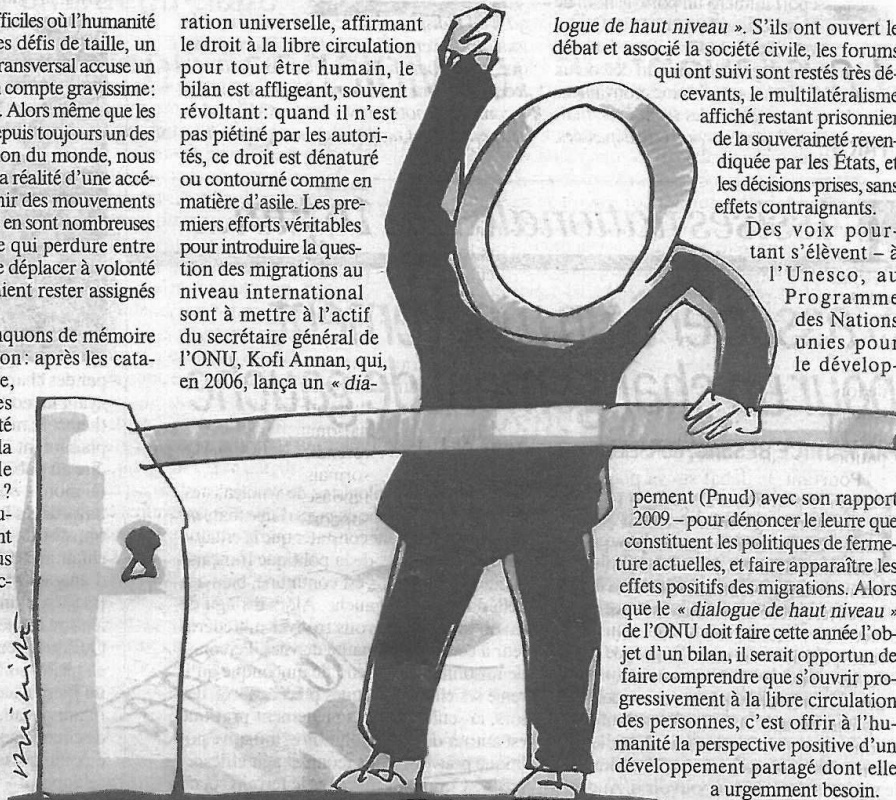 fficiles où l'humanité
es défis de taille, un
ransversal accuse un
compte gravissime:
. Alors même que les
epuis toujours un des
on du monde, nous
a réalité d'une accé-
nir des mouvements
en sont nombreuses
e qui perdure entre
e déplacer à volonté
ient rester assignés
nquons de mémoire
on: après les cata-
e,
es
té
la
le
?
u-
nt
us
c-
ration universelle, affirmant
le droit à la libre circulation
pour tout être humain, le
bilan est affligeant, souvent
révoltant: quand il n'est
pas piétiné par les autori-
tés, ce droit est dénaturé
ou contourné comme en
matière d'asile. Les pre-
miers efforts véritables
pour introduire la ques-
tion des migrations au
niveau international
sont à mettre à l'actif
du secrétaire général de
l'ONU, Kofi Annan, qui,
en 2006, lança un « dia-
logue de haut niveau ». S'ils ont ouvert le
débat et associé la société civile, les forums
qui ont suivi sont restés très dé-
cevants, le multilatéralisme
affiché restant prisonnier
de la souveraineté reven-
diquée par les États, et
les décisions prises, sans
effets contraignants.
Des voix pour-
tant s'élèvent – à
l'Unesco, au
Programme
des Nations
unies pour
le dévelop-
pement (Pnud) avec son rapport
2009 – pour dénoncer le leurre que
constituent les politiques de ferme-
ture actuelles, et faire apparaître les
effets positifs des migrations. Alors
que le « dialogue de haut niveau »
de l'ONU doit faire cette année l'ob-
jet d'un bilan, il serait opportun de
faire comprendre que s'ouvrir pro-
gressivement à la libre circulation
des personnes, c'est offrir à l'hu-
manité la perspective positive d'un
développement partagé dont elle
a urgemment besoin.